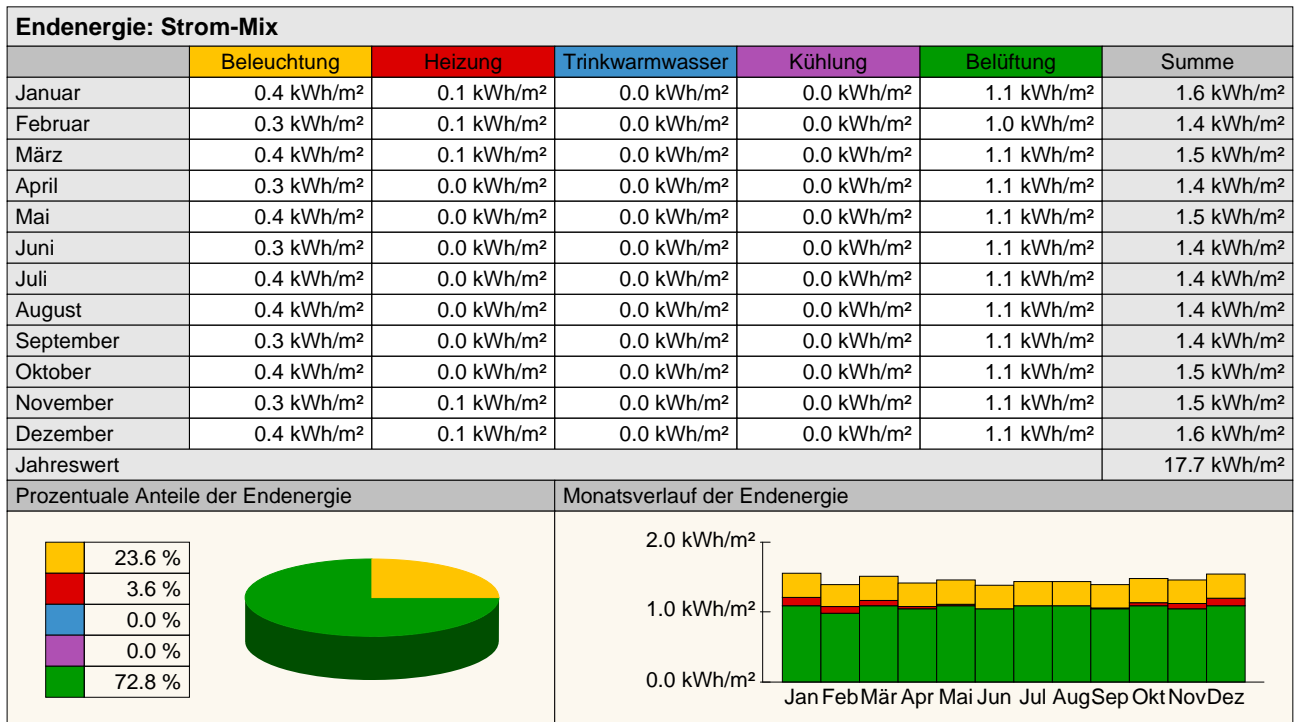 Endenergie: Strom-Mix
Beleuchtung Heizung Trinkwarmwasser Kühlung Belüftung Summe
Januar 0.4 kWh/m² 0.1 kWh/m² 0.0 kWh/m² 0.0 kWh/m² 1.1 kWh/m² 1.6 kWh/m²
Februar 0.3 kWh/m² 0.1 kWh/m² 0.0 kWh/m² 0.0 kWh/m² 1.0 kWh/m² 1.4 kWh/m²
März 0.4 kWh/m² 0.1 kWh/m² 0.0 kWh/m² 0.0 kWh/m² 1.1 kWh/m² 1.5 kWh/m²
April 0.3 kWh/m² 0.0 kWh/m² 0.0 kWh/m² 0.0 kWh/m² 1.1 kWh/m² 1.4 kWh/m²
Mai 0.4 kWh/m² 0.0 kWh/m² 0.0 kWh/m² 0.0 kWh/m² 1.1 kWh/m² 1.5 kWh/m²
Juni 0.3 kWh/m² 0.0 kWh/m² 0.0 kWh/m² 0.0 kWh/m² 1.1 kWh/m² 1.4 kWh/m²
Juli 0.4 kWh/m² 0.0 kWh/m² 0.0 kWh/m² 0.0 kWh/m² 1.1 kWh/m² 1.4 kWh/m²
August 0.4 kWh/m² 0.0 kWh/m² 0.0 kWh/m² 0.0 kWh/m² 1.1 kWh/m² 1.4 kWh/m²
September 0.3 kWh/m² 0.0 kWh/m² 0.0 kWh/m² 0.0 kWh/m² 1.1 kWh/m² 1.4 kWh/m²
Oktober 0.4 kWh/m² 0.0 kWh/m² 0.0 kWh/m² 0.0 kWh/m² 1.1 kWh/m² 1.5 kWh/m²
November 0.3 kWh/m² 0.1 kWh/m² 0.0 kWh/m² 0.0 kWh/m² 1.1 kWh/m² 1.5 kWh/m²
Dezember 0.4 kWh/m² 0.1 kWh/m² 0.0 kWh/m² 0.0 kWh/m² 1.1 kWh/m² 1.6 kWh/m²
Jahreswert 17.7 kWh/m²
Prozentuale Anteile der Endenergie
23.6 %
3.6 %
0.0 %
0.0 %
72.8 %
Monatsverlauf der Endenergie
2.0 kWh/m²
1.0 kWh/m²
0.0 kWh/m²
Jan Feb Mär Apr Mai Jun Jul Aug Sep Okt Nov Dez